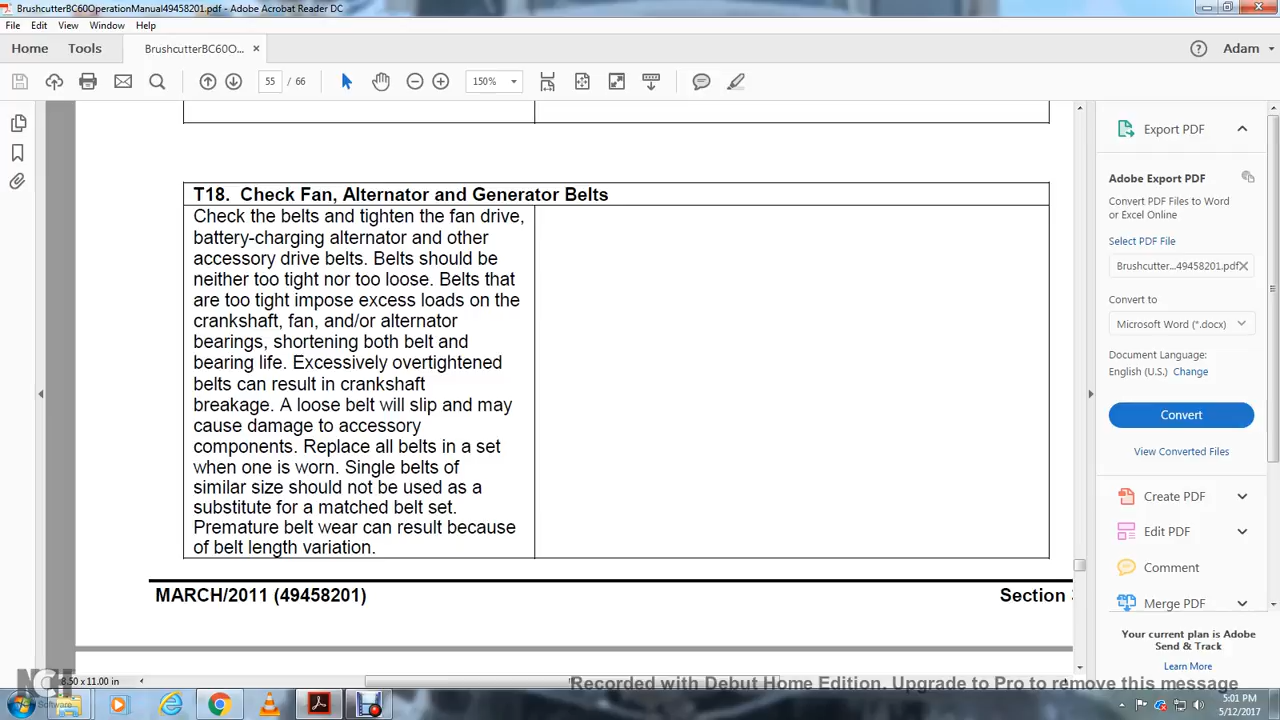 BrushcutterBC60OperationManual49458201.pdf - Adobe Acrobat Reader DC
File Edit View Window Help
Home Tools BrushcutterBC60O... × Adam
55 / 66 150%
T18. Check Fan, Alternator and Generator Belts
Check the belts and tighten the fan drive,
battery-charging alternator and other
accessory drive belts. Belts should be
neither too tight nor too loose. Belts that
are too tight impose excess loads on the
crankshaft, fan, and/or alternator
bearings, shortening both belt and
bearing life. Excessively overtightened
belts can result in crankshaft
breakage. A loose belt will slip and may
cause damage to accessory
components. Replace all belts in a set
when one is worn. Single belts of
similar size should not be used as a
substitute for a matched belt set.
Premature belt wear can result because
of belt length variation.
MARCH/2011 (49458201) Section
8.50 x 11.00 in
Export PDF
Adobe Export PDF
Convert PDF Files to Word
or Excel Online
Select PDF File
Brushcutter...49458201.pdf
Convert to
Microsoft Word (*.docx)
Document Language:
English (U.S.) Change
Convert
View Converted Files
Create PDF
Edit PDF
Comment
Merge PDF
Your current plan is Adobe
Send & Track
Learn More
NCH
Software
Recorded with Debut Home Edition. Upgrade to Pro to remove this message
5:01 PM
5/12/2017